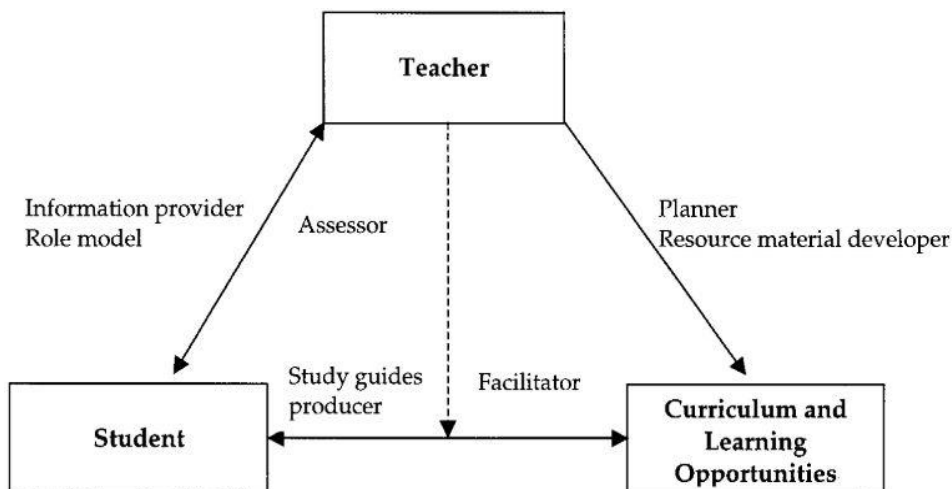 Teacher
Information provider
Role model
Assessor
Planner
Resource material developer
Study guides
producer
Facilitator
Student
Curriculum and
Learning
Opportunities